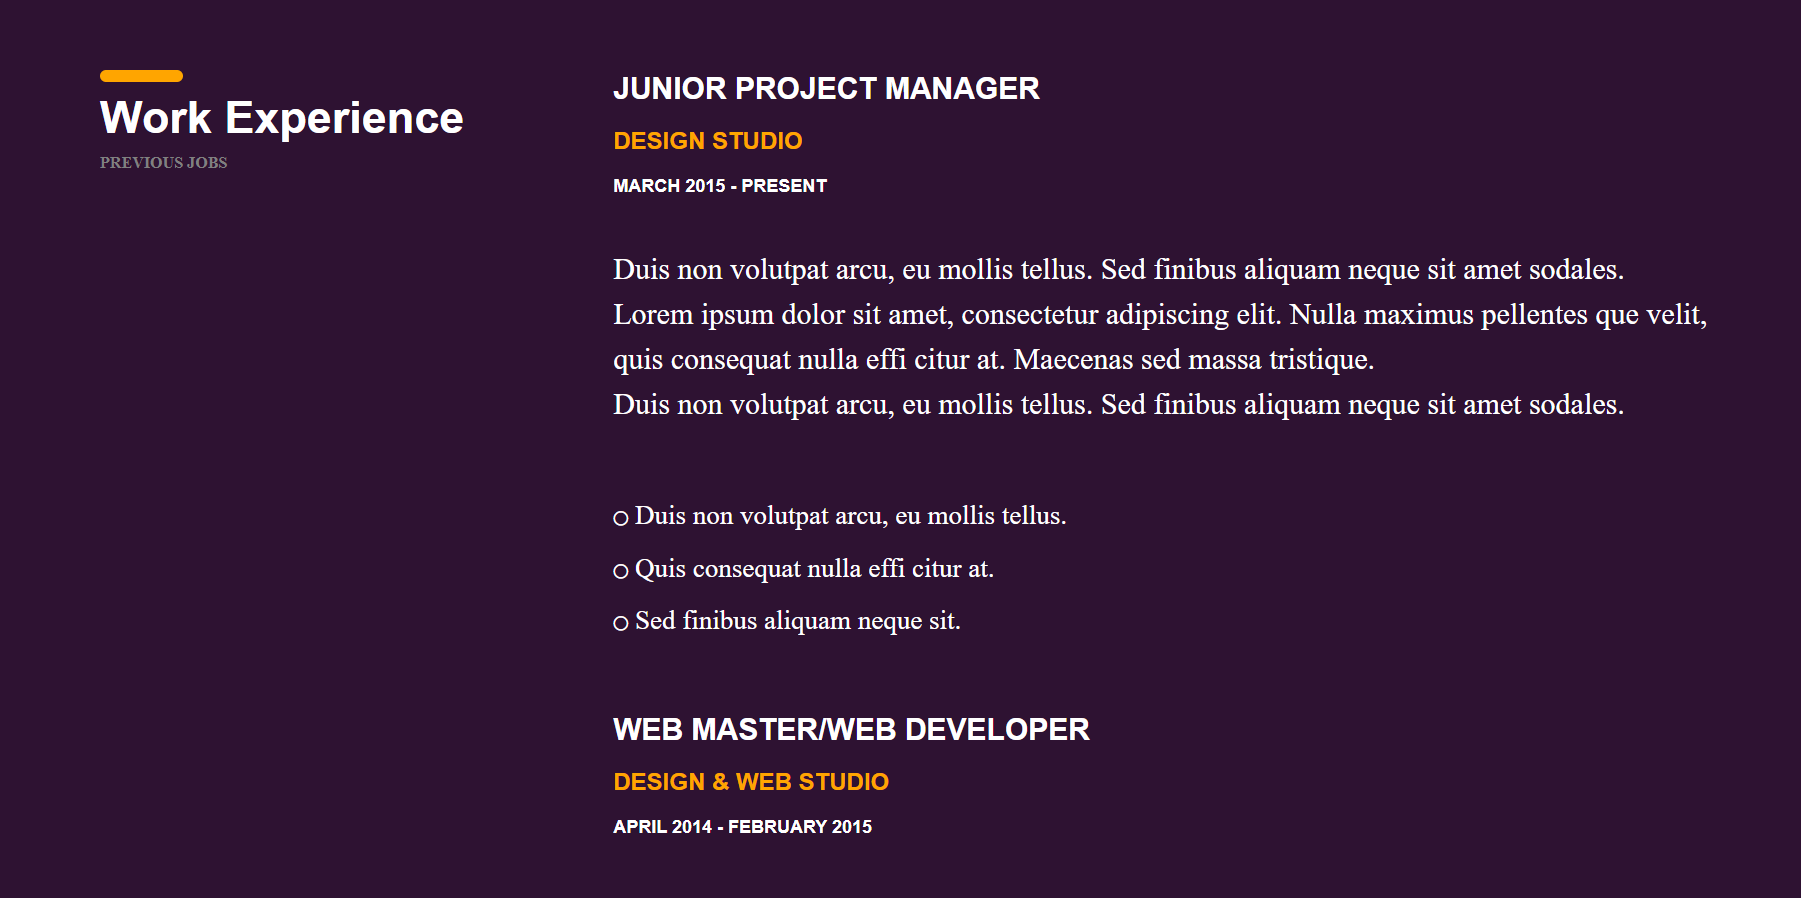 Work Experience
PREVIOUS JOBS
JUNIOR PROJECT MANAGER
DESIGN STUDIO
MARCH 2015 - PRESENT
Duis non volutpat arcu, eu mollis tellus. Sed finibus aliquam neque sit amet sodales.
Lorem ipsum dolor sit amet, consectetur adipiscing elit. Nulla maximus pellentes que velit,
quis consequat nulla effi citur at. Maecenas sed massa tristique.
Duis non volutpat arcu, eu mollis tellus. Sed finibus aliquam neque sit amet sodales.
Duis non volutpat arcu, eu mollis tellus.
Quis consequat nulla effi citur at.
Sed finibus aliquam neque sit.
WEB MASTER/WEB DEVELOPER
DESIGN & WEB STUDIO
APRIL 2014 - FEBRUARY 2015